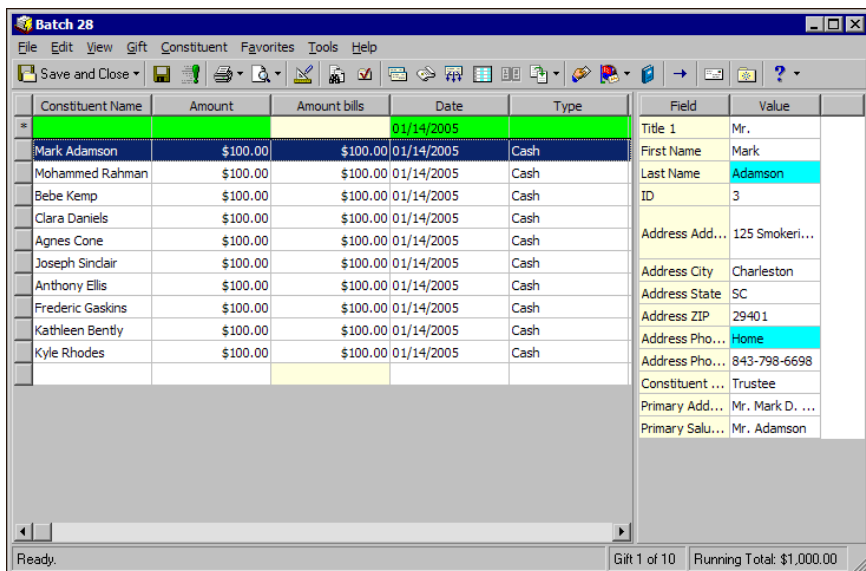 Batch 28
File Edit View Gift Constituent Favorites Tools Help
Save and Close ?
Constituent Name Amount Amount bills Date Type
* 01/14/2005
Mark Adamson $100.00 $100.00 01/14/2005 Cash
Mohammed Rahman $100.00 $100.00 01/14/2005 Cash
Bebe Kemp $100.00 $100.00 01/14/2005 Cash
Clara Daniels $100.00 $100.00 01/14/2005 Cash
Agnes Cone $100.00 $100.00 01/14/2005 Cash
Joseph Sinclair $100.00 $100.00 01/14/2005 Cash
Anthony Ellis $100.00 $100.00 01/14/2005 Cash
Frederic Gaskins $100.00 $100.00 01/14/2005 Cash
Kathleen Bently $100.00 $100.00 01/14/2005 Cash
Kyle Rhodes $100.00 $100.00 01/14/2005 Cash
Field Value
Title 1 Mr.
First Name Mark
Last Name Adamson
ID 3
Address Add... 125 Smokeri...
Address City Charleston
Address State SC
Address ZIP 29401
Address Pho... Home
Address Pho... 843-798-6698
Constituent ... Trustee
Primary Add... Mr. Mark D. ...
Primary Salu... Mr. Adamson
Ready. Gift 1 of 10 Running Total: $1,000.00